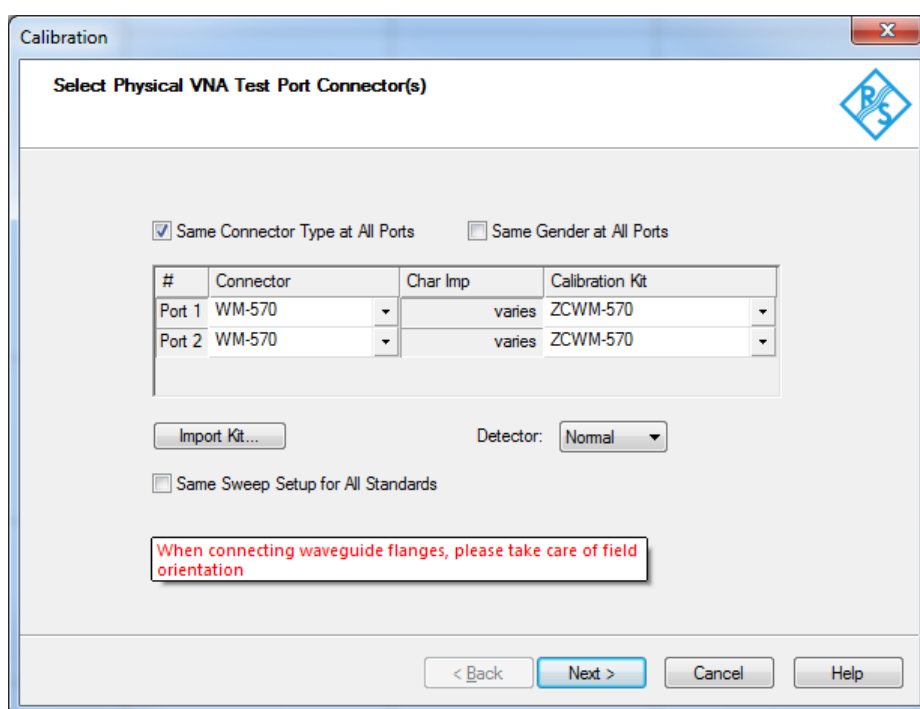 Calibration
Select Physical VNA Test Port Connector(s)
R S
Same Connector Type at All Ports Same Gender at All Ports
# Connector Char Imp Calibration Kit
Port 1 WM-570 varies ZCWM-570
Port 2 WM-570 varies ZCWM-570
Import Kit... Detector: Normal
Same Sweep Setup for All Standards
When connecting waveguide flanges, please take care of field
orientation
< Back Next > Cancel Help